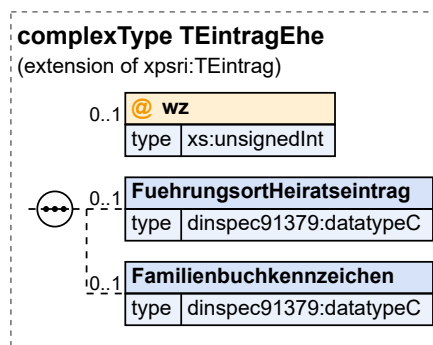 complexType TEintragEhe
(extension of xpsri:TEintrag)
0..1 @ wz
type xs:unsignedInt
0..1 FuehrungsortHeiratseintrag
type dinspec91379:datatypeC
0..1 Familienbuchkennzeichen
type dinspec91379:datatypeC